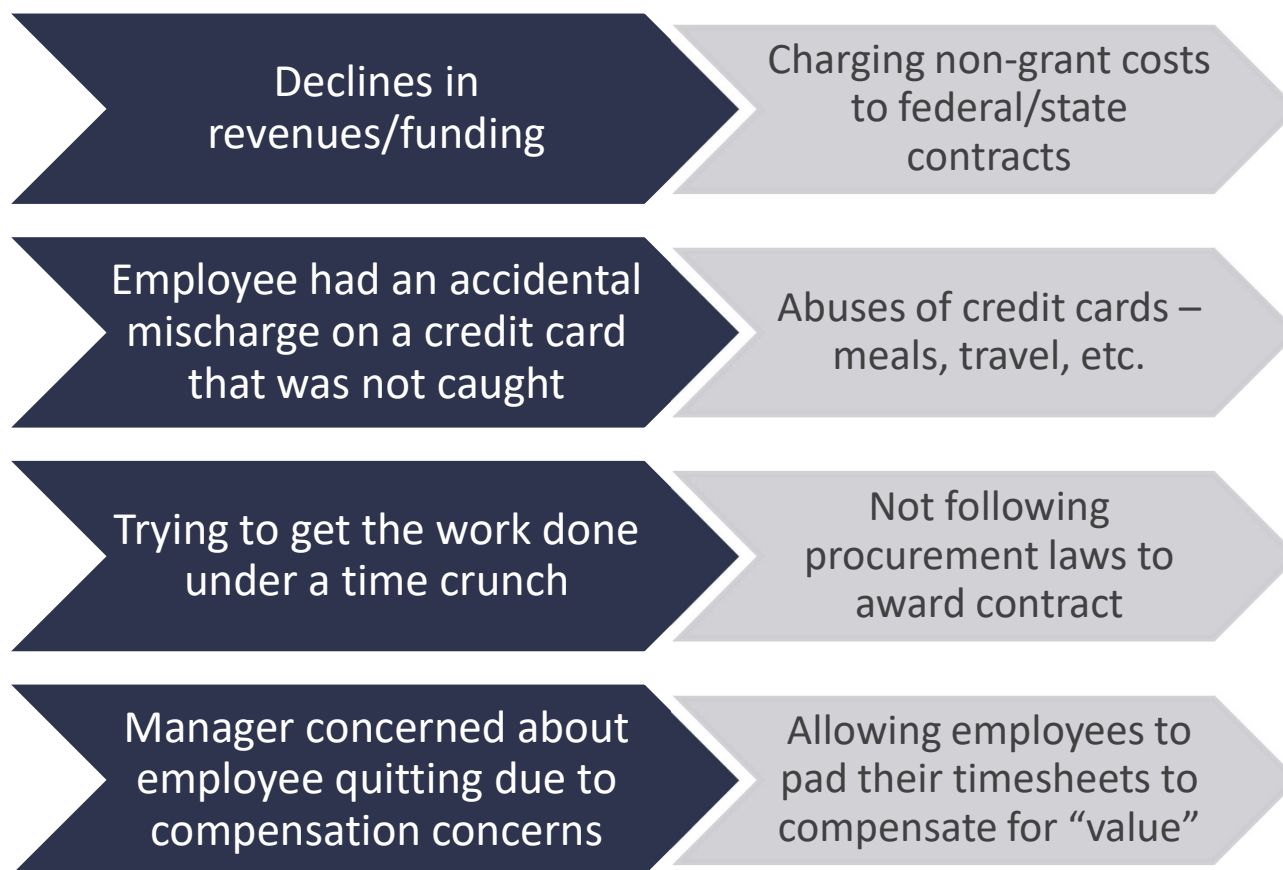 Declines in
revenues/funding
Charging non-grant costs
to federal/state
contracts
Employee had an accidental
mischarge on a credit card
that was not caught
Abuses of credit cards –
meals, travel, etc.
Trying to get the work done
under a time crunch
Not following
procurement laws to
award contract
Manager concerned about
employee quitting due to
compensation concerns
Allowing employees to
pad their timesheets to
compensate for “value”